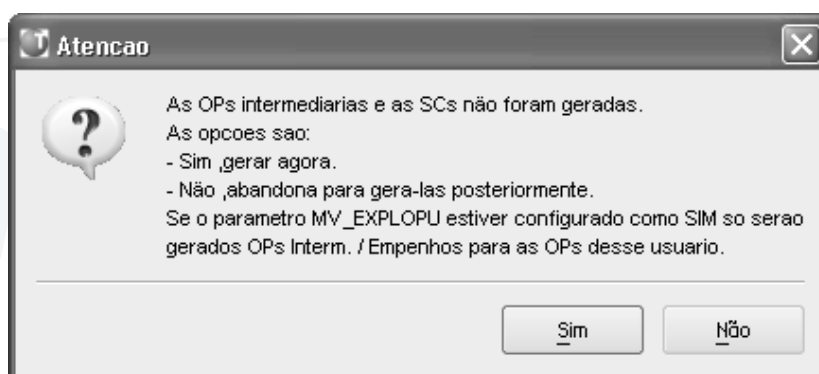 Atencao
As OPs intermediarias e as SCs não foram geradas.
As opcoes sao:
- Sim ,gerar agora.
- Não ,abandona para gera-las posteriormente.
Se o parametro MV_EXPLOPU estiver configurado como SIM so serao
gerados OPs Interm. / Empenhos para as OPs desse usuario.
Sim
Não